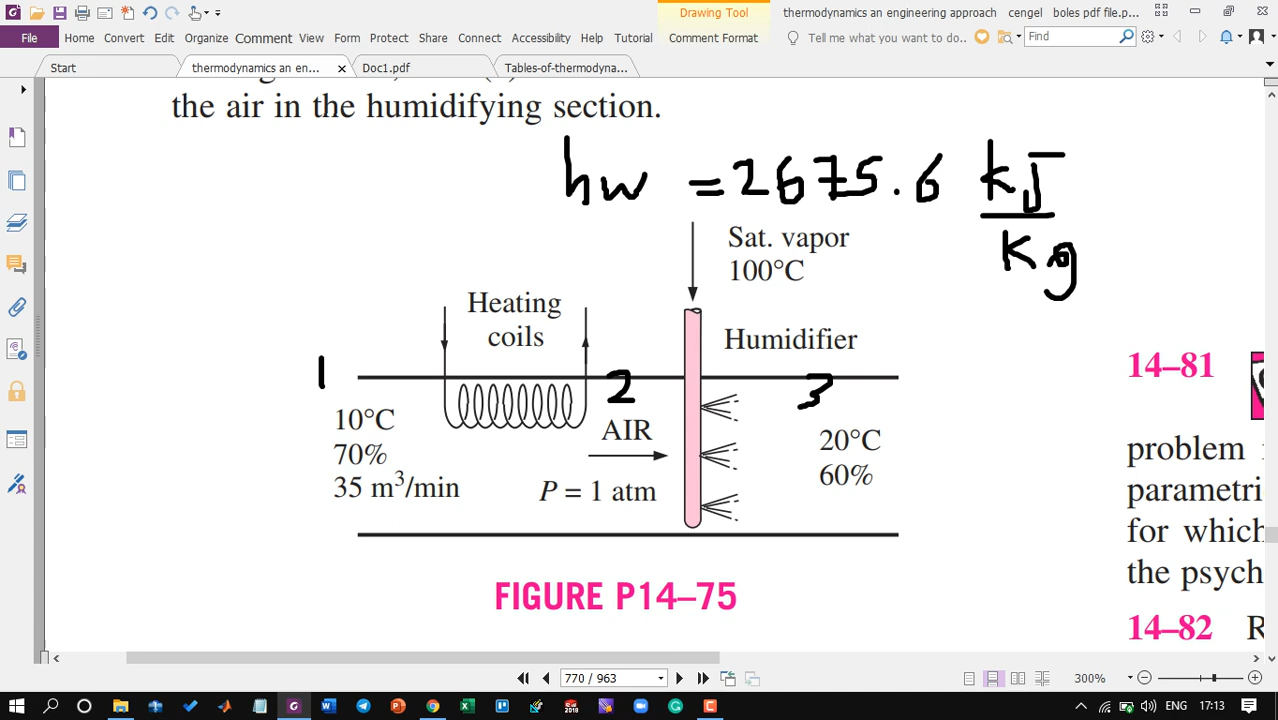 Drawing Tool
thermodynamics an engineering approach cengel boles pdf file.p...
File Home Convert Edit Organize Comment View Form Protect Share Connect Accessibility Help Tutorial Comment Format Tell me what you want to do.. Find
Start thermodynamics an en... Doc1.pdf Tables-of-thermodyna...
the air in the humidifying section.
hw = 2675.6 kJ
kg
Sat. vapor
100°C
Heating
coils
Humidifier
1 2 3
10°C
70%
35 m³/min
AIR
P = 1 atm
20°C
60%
FIGURE P14–75
14–81
problem
parametri
for which
the psych
14–82 R
770 / 963 300%
ENG 17:13